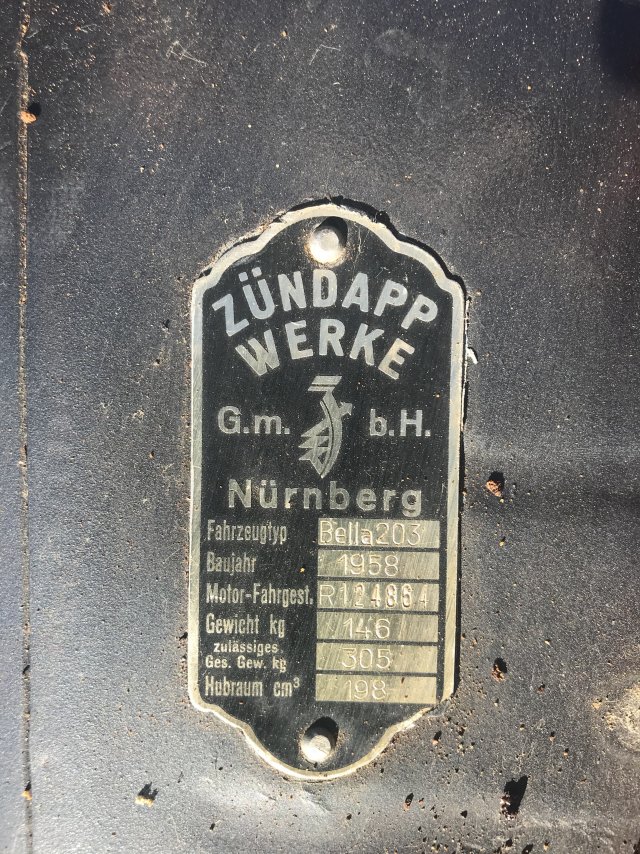 ZÜNDAPP
WERKE
G.m. b.H.
Nürnberg
Fahrzeugtyp Bella203
Baujahr 1958
Motor-Fahrgest. R124864
Gewicht kg 146
zulässiges
Ges. Gew. kg 305
Hubraum cm³ 198